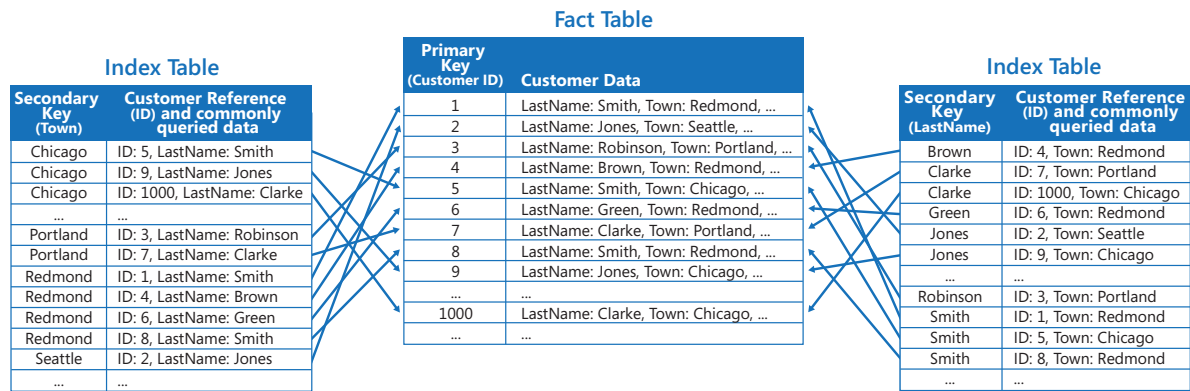 Fact Table
Primary
Key
(Customer ID) Customer Data
1 LastName: Smith, Town: Redmond, ...
2 LastName: Jones, Town: Seattle, ...
3 LastName: Robinson, Town: Portland, ...
4 LastName: Brown, Town: Redmond, ...
5 LastName: Smith, Town: Chicago, ...
6 LastName: Green, Town: Redmond, ...
7 LastName: Clarke, Town: Portland, ...
8 LastName: Smith, Town: Redmond, ...
9 LastName: Jones, Town: Chicago, ...
... ...
1000 LastName: Clarke, Town: Chicago, ...
... ...
Index Table
Secondary Customer Reference
Key (ID) and commonly
(Town) queried data
Chicago ID: 5, LastName: Smith
Chicago ID: 9, LastName: Jones
Chicago ID: 1000, LastName: Clarke
... ...
Portland ID: 3, LastName: Robinson
Portland ID: 7, LastName: Clarke
Redmond ID: 1, LastName: Smith
Redmond ID: 4, LastName: Brown
Redmond ID: 6, LastName: Green
Redmond ID: 8, LastName: Smith
Seattle ID: 2, LastName: Jones
... ...
Index Table
Secondary Customer Reference
Key (ID) and commonly
(LastName) queried data
Brown ID: 4, Town: Redmond
Clarke ID: 7, Town: Portland
Clarke ID: 1000, Town: Chicago
Green ID: 6, Town: Redmond
Jones ID: 2, Town: Seattle
Jones ID: 9, Town: Chicago
... ...
Robinson ID: 3, Town: Portland
Smith ID: 1, Town: Redmond
Smith ID: 5, Town: Chicago
Smith ID: 8, Town: Redmond
... ...